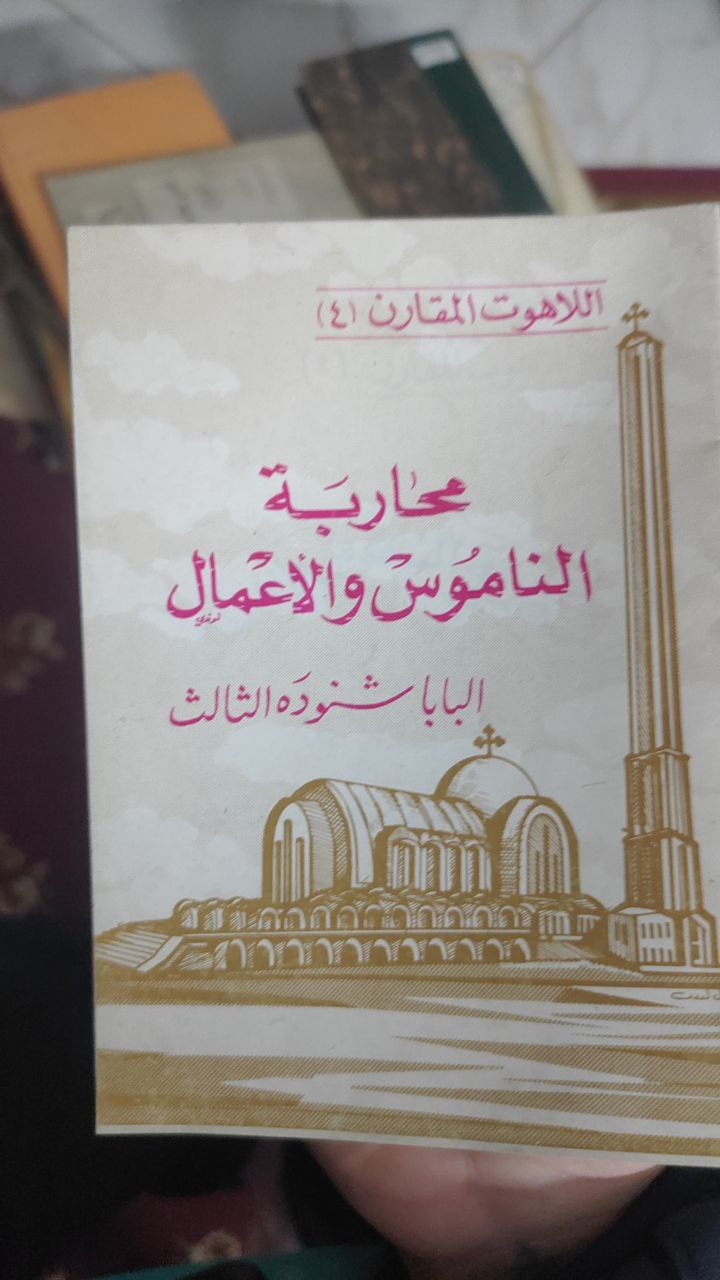 اللاهوت المقارن (٤)
محاربة
الناموس والأعمال
البابا شنوده الثالث